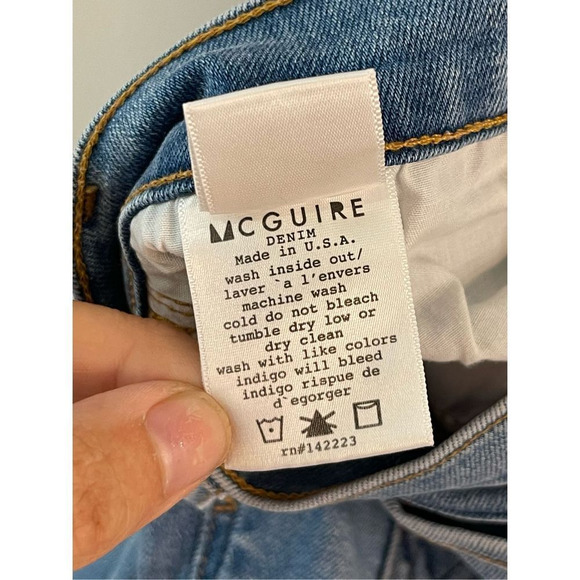 MCGUIRE
DENIM
Made in U.S.A.
wash inside out/
laver `a l'envers
machine wash
cold do not bleach
tumble dry low or
dry clean
wash with like colors
indigo will bleed
indigo rispue de
d`egorger
rn#142223